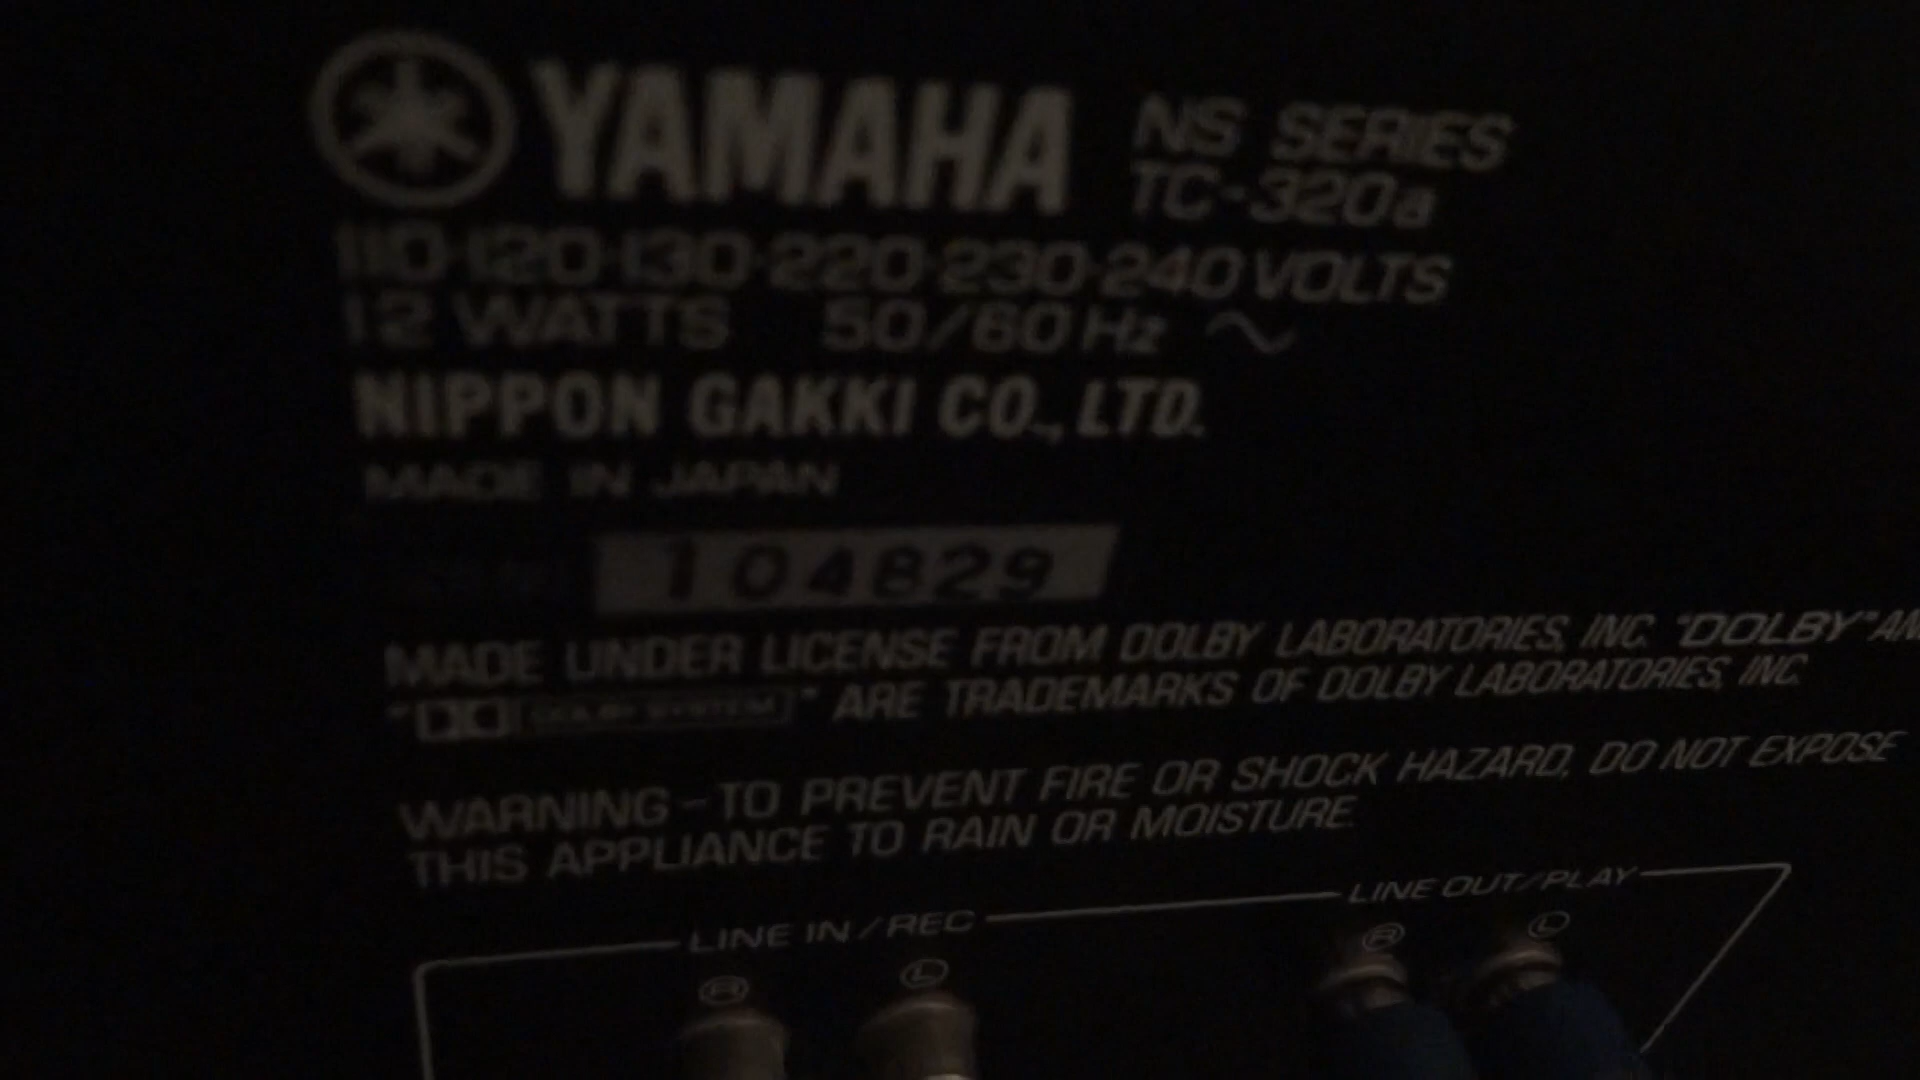 YAMAHA NS SERIES
TC-320B
110·120·130·220·230·240 VOLTS
12 WATTS 50/60 Hz ~
NIPPON GAKKI CO., LTD.
MADE IN JAPAN
104829
MADE UNDER LICENSE FROM DOLBY LABORATORIES, INC. "DOLBY" AN
" DOLBY SYSTEM " ARE TRADEMARKS OF DOLBY LABORATORIES, INC.
WARNING – TO PREVENT FIRE OR SHOCK HAZARD, DO NOT EXPOSE
THIS APPLIANCE TO RAIN OR MOISTURE.
LINE IN / REC LINE OUT / PLAY
R L R L